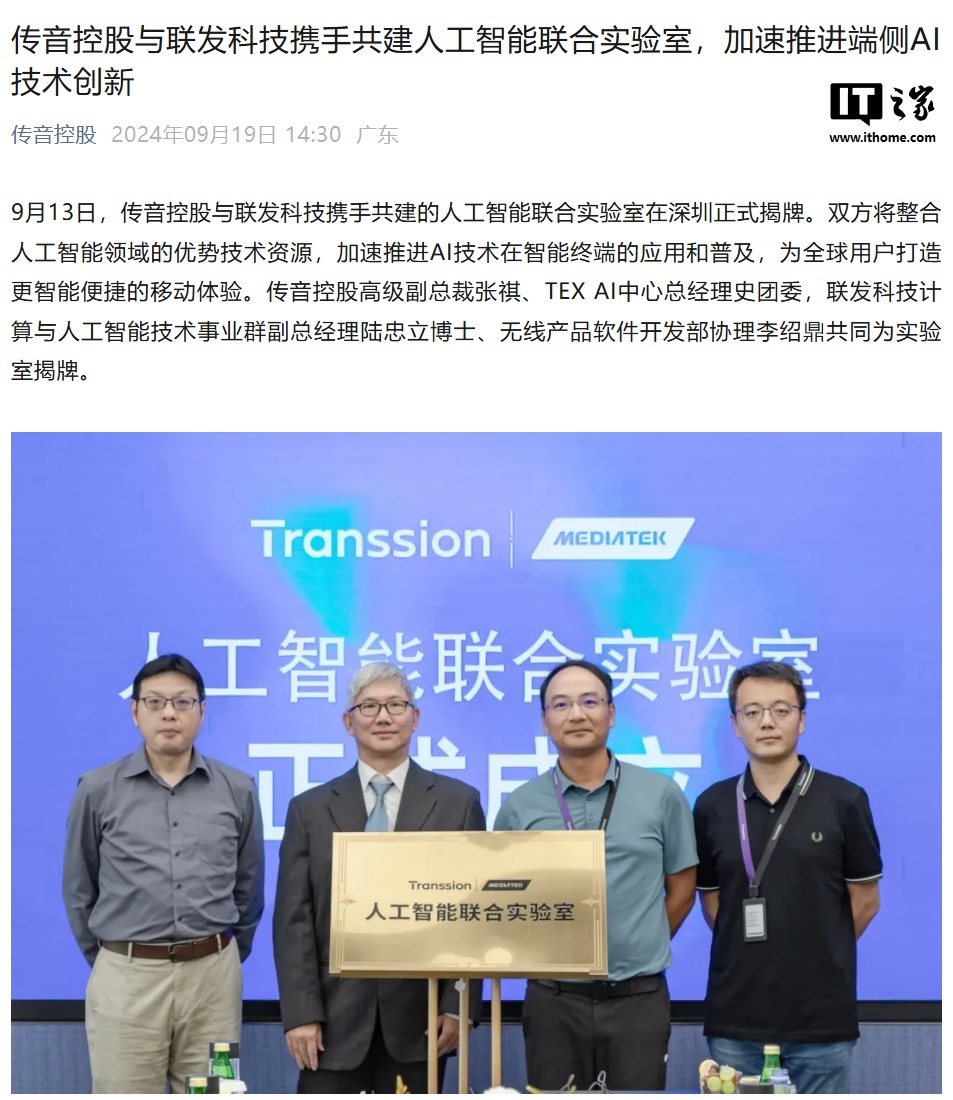 传音控股与联发科技携手共建人工智能联合实验室，加速推进端侧AI
技术创新
IT之家
www.ithome.com
传音控股 2024年09月19日 14:30 广东
9月13日，传音控股与联发科技携手共建的人工智能联合实验室在深圳正式揭牌。双方将整合
人工智能领域的优势技术资源，加速推进AI技术在智能终端的应用和普及，为全球用户打造
更智能便捷的移动体验。传音控股高级副总裁张祺、TEX AI中心总经理史团委，联发科技计
算与人工智能技术事业群副总经理陆忠立博士、无线产品软件开发部协理李绍鼎共同为实验
室揭牌。
Transsion MEDIATEK
人工智能联合实验室
正式成立
Transsion MEDIATEK
人工智能联合实验室